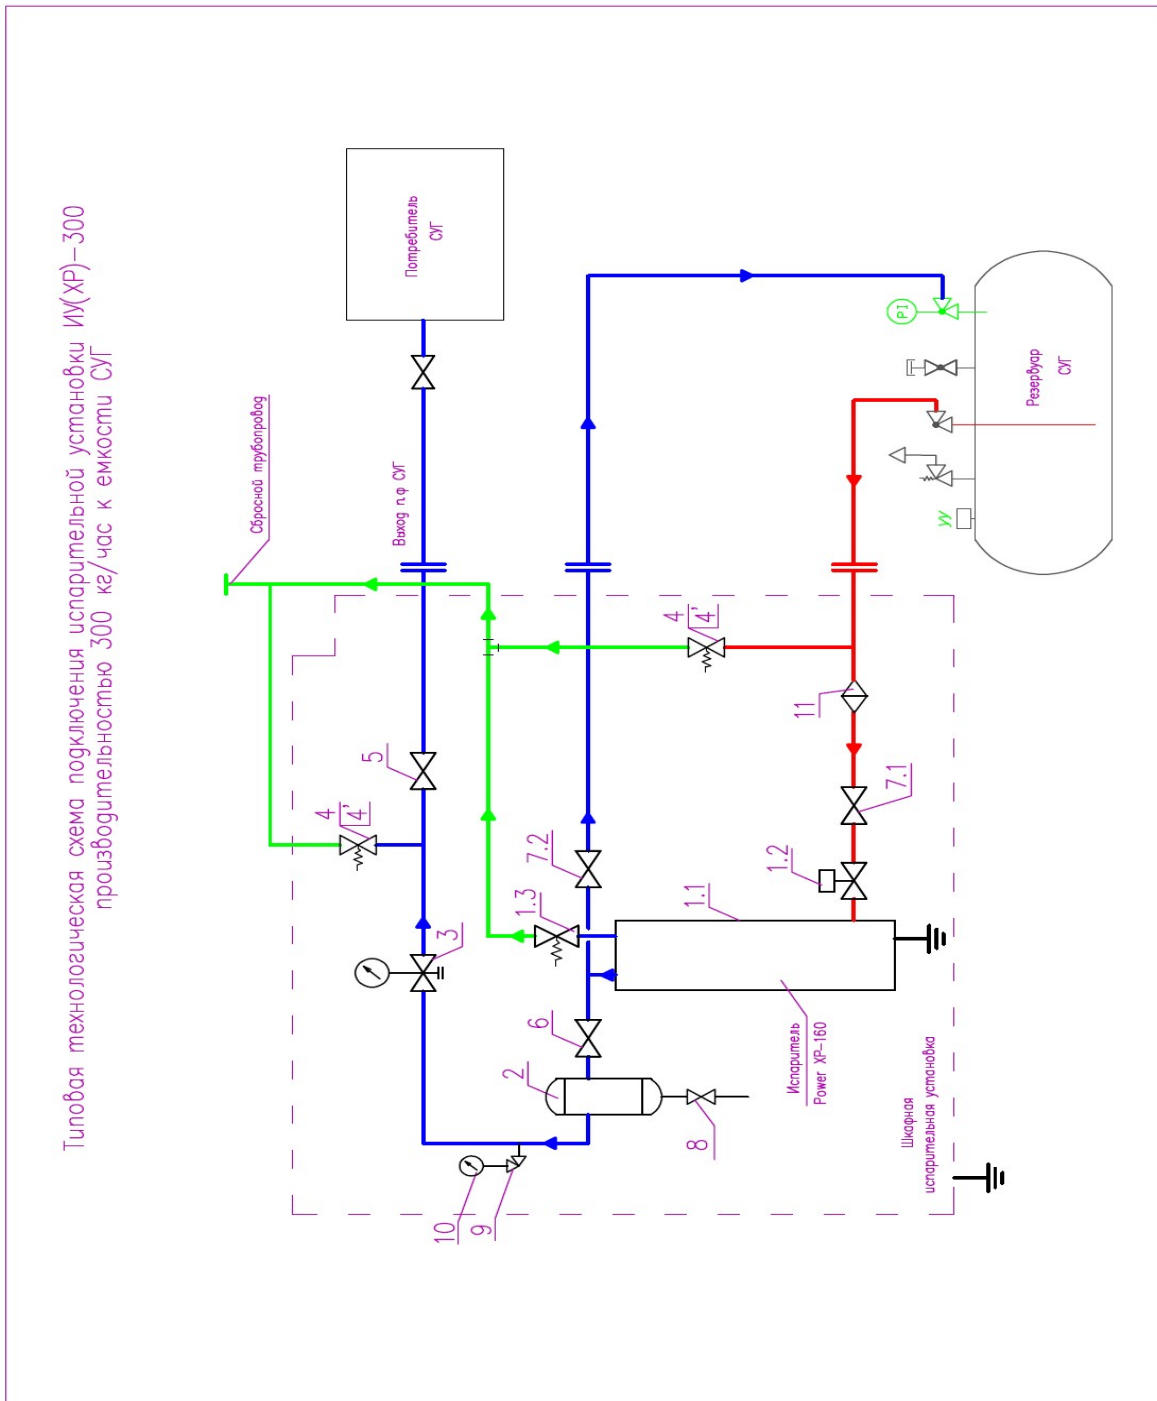 Типовая технологическая схема подключения испарительной установки ИУ(ХР)-300
производительностью 300 кг/час к емкости СУГ
Сбросной трубопровод
Потребитель
СУГ
Выход п.ф СУГ
PI
Резервуар
СУГ
УУ
4
4'
5
4
4'
11
7.1
7.2
1.2
1.3
1.1
3
6
2
Испаритель
Power XP-160
8
10
9
Шкафная
испарительная установка